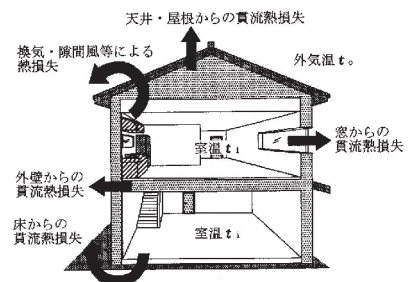 天井・屋根からの貫流熱損失
換気・隙間風等による
熱損失
外気温 tₒ
室温 tᵢ
窓からの
貫流熱損失
外壁からの
貫流熱損失
床からの
貫流熱損失
室温 tᵢ